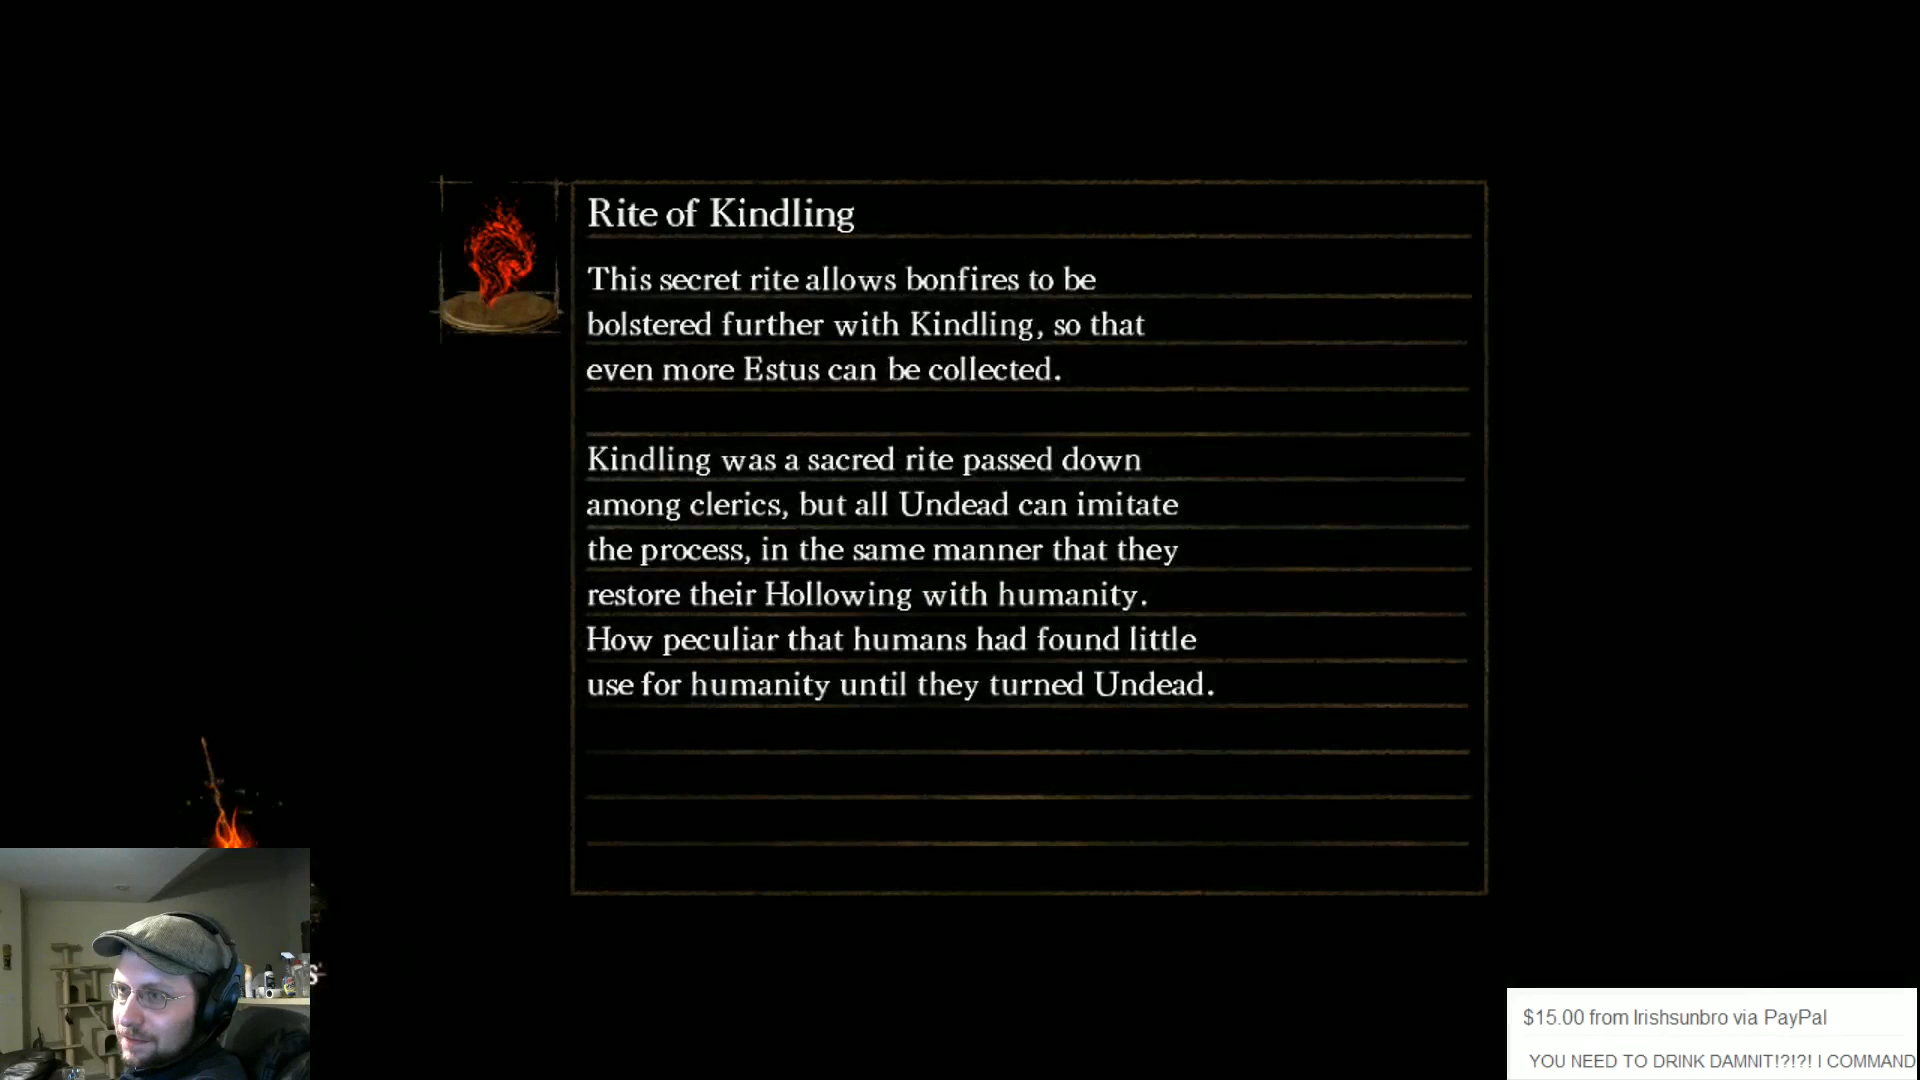 Rite of Kindling
This secret rite allows bonfires to be
bolstered further with Kindling, so that
even more Estus can be collected.
Kindling was a sacred rite passed down
among clerics, but all Undead can imitate
the process, in the same manner that they
restore their Hollowing with humanity.
How peculiar that humans had found little
use for humanity until they turned Undead.
$15.00 from Irishsunbro via PayPal
YOU NEED TO DRINK DAMNIT!?!?! I COMMAND